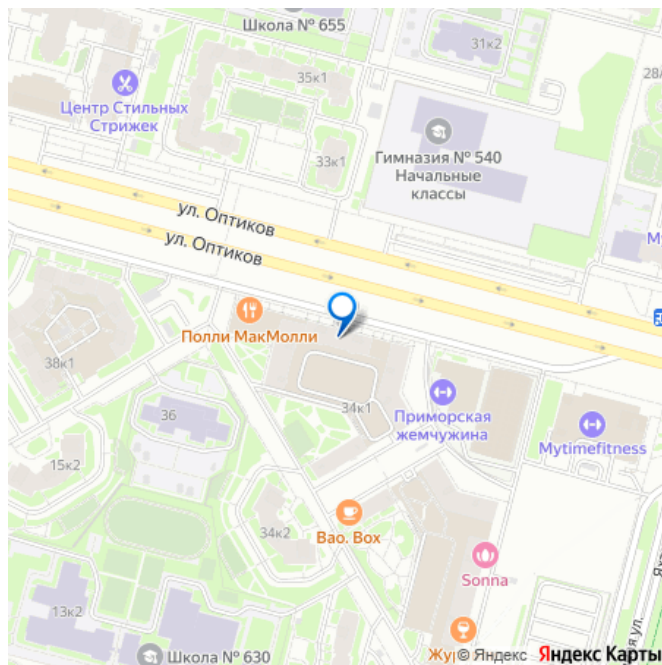 Школа № 655
31к2
28/
35к1
Центр Стильных
Стрижек
33к1
Гимназия № 540
Начальные
классы
ул. Оптиков
ул. Оптиков
Полли МакМолли
38к1
34к1
Приморская
жемчужина
36
Mytimefitness
15к2
34к2
Bao. Box
Sonna
13к2
Школа № 630
Жур
© Яндекс Яндекс Карты